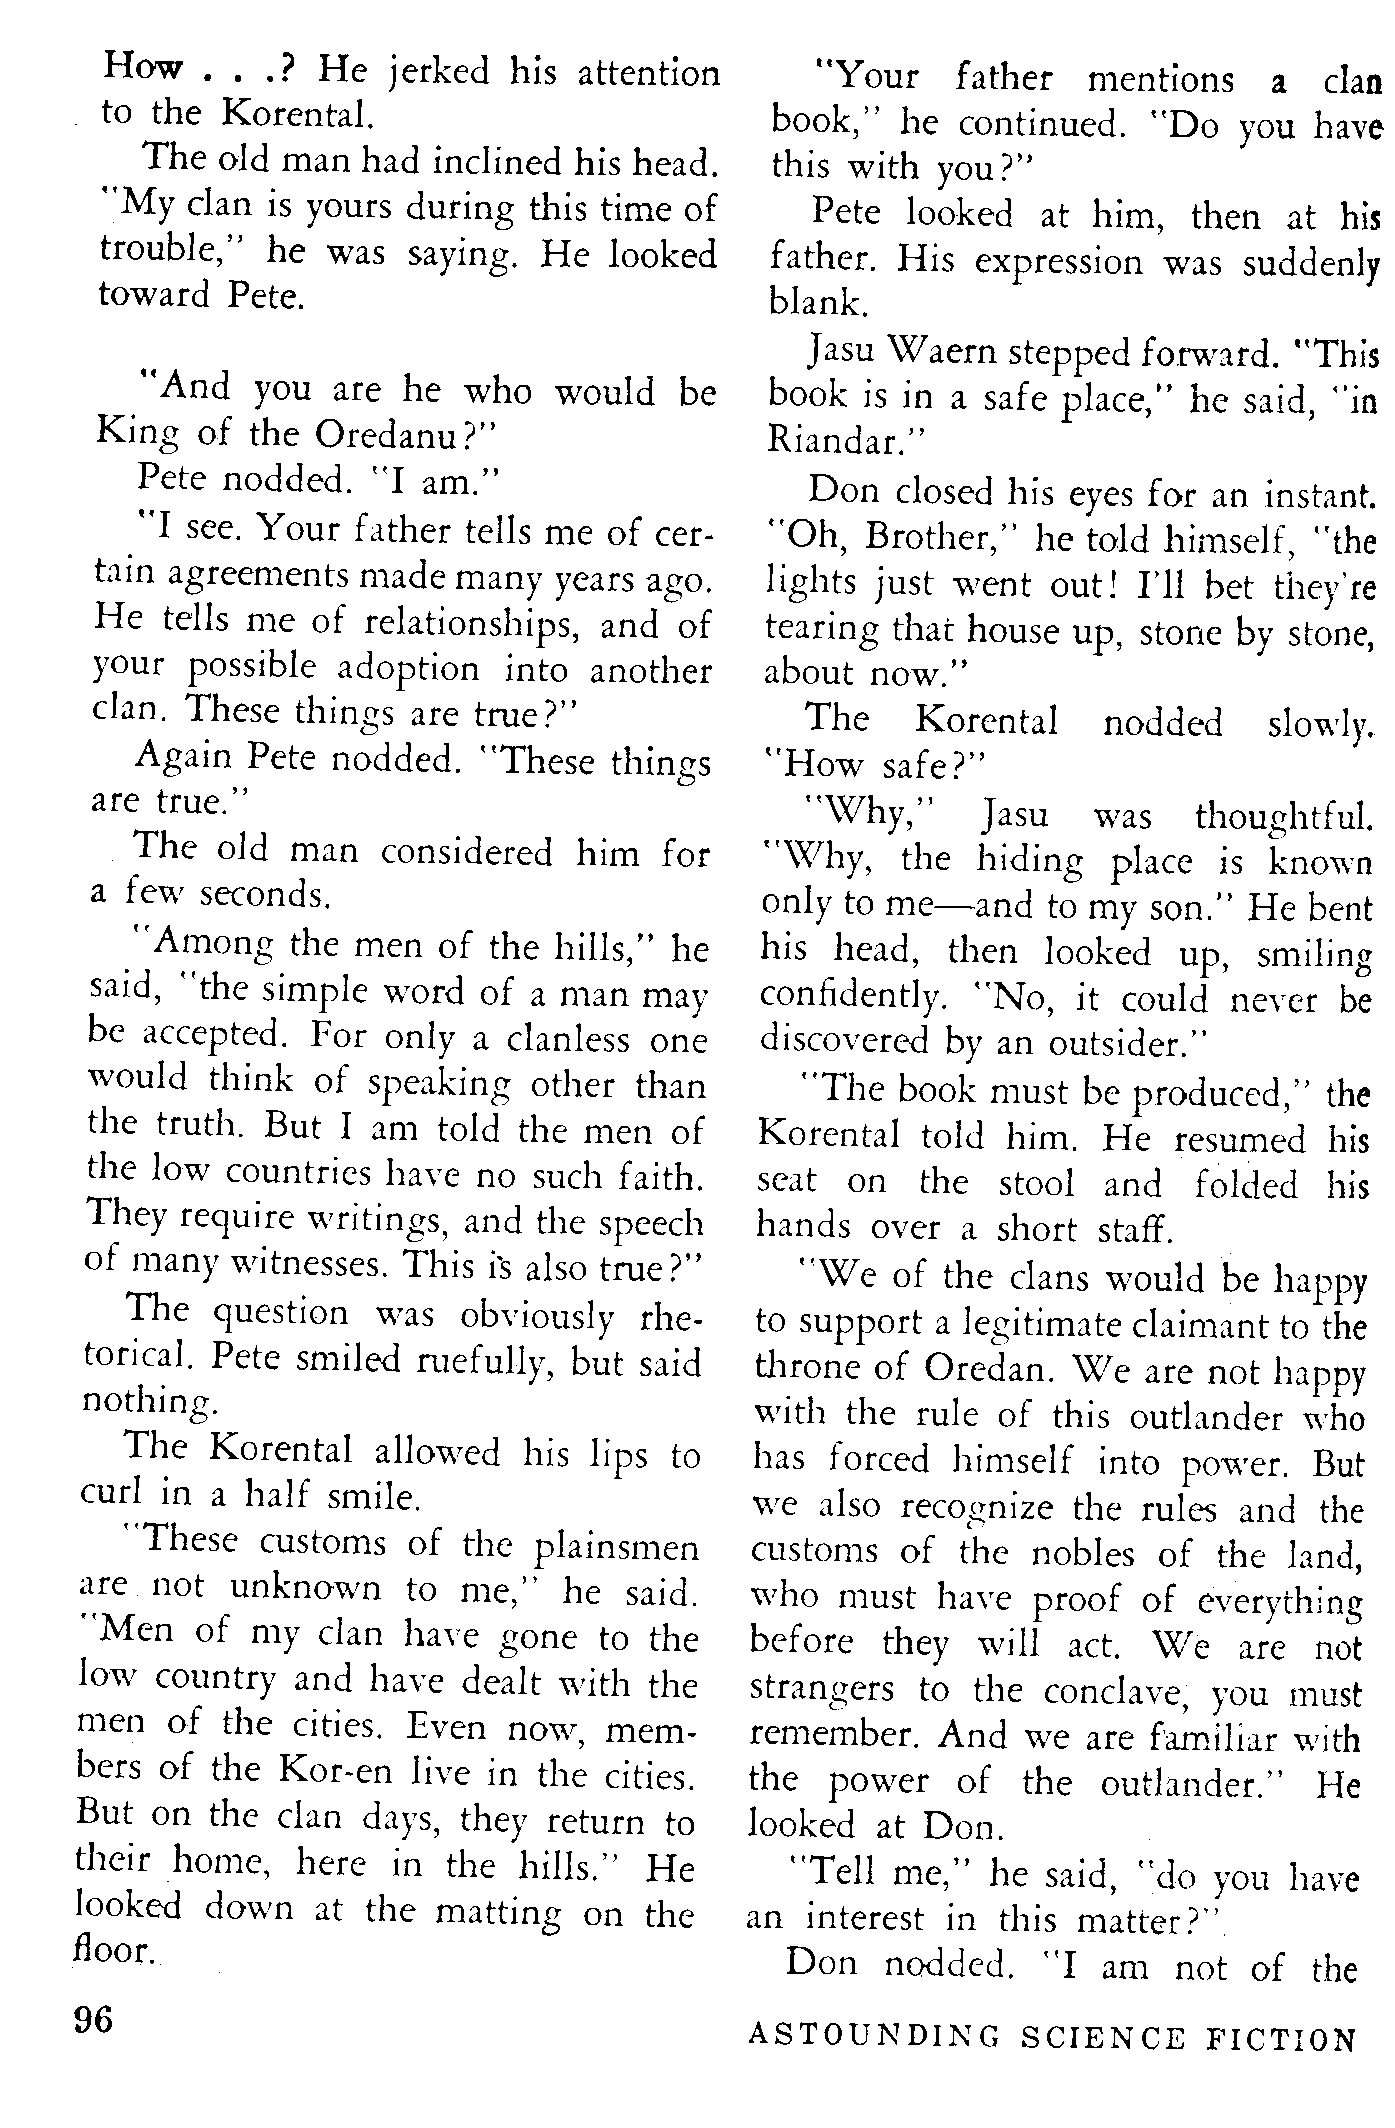 How . . .? He jerked his attention
to the Korental.
The old man had inclined his head.
"My clan is yours during this time of
trouble," he was saying. He looked
toward Pete.
"And you are he who would be
King of the Oredanu?"
Pete nodded. "I am."
"I see. Your father tells me of cer-
tain agreements made many years ago.
He tells me of relationships, and of
your possible adoption into another
clan. These things are true?"
Again Pete nodded. "These things
are true."
The old man considered him for
a few seconds.
"Among the men of the hills," he
said, "the simple word of a man may
be accepted. For only a clanless one
would think of speaking other than
the truth. But I am told the men of
the low countries have no such faith.
They require writings, and the speech
of many witnesses. This is also true?"
The question was obviously rhe-
torical. Pete smiled ruefully, but said
nothing.
The Korental allowed his lips to
curl in a half smile.
"These customs of the plainsmen
are not unknown to me," he said.
"Men of my clan have gone to the
low country and have dealt with the
men of the cities. Even now, mem-
bers of the Kor-en live in the cities.
But on the clan days, they return to
their home, here in the hills." He
looked down at the matting on the
floor.
"Your father mentions a clan
book," he continued. "Do you have
this with you?"
Pete looked at him, then at his
father. His expression was suddenly
blank.
Jasu Waern stepped forward. "This
book is in a safe place," he said, "in
Riandar."
Don closed his eyes for an instant.
"Oh, Brother," he told himself, "the
lights just went out! I'll bet they're
tearing that house up, stone by stone,
about now."
The Korental nodded slowly.
"How safe?"
"Why," Jasu was thoughtful.
"Why, the hiding place is known
only to me—and to my son." He bent
his head, then looked up, smiling
confidently. "No, it could never be
discovered by an outsider."
"The book must be produced," the
Korental told him. He resumed his
seat on the stool and folded his
hands over a short staff.
"We of the clans would be happy
to support a legitimate claimant to the
throne of Oredan. We are not happy
with the rule of this outlander who
has forced himself into power. But
we also recognize the rules and the
customs of the nobles of the land,
who must have proof of everything
before they will act. We are not
strangers to the conclave, you must
remember. And we are familiar with
the power of the outlander." He
looked at Don.
"Tell me," he said, "do you have
an interest in this matter?"
Don nodded. "I am not of the
96
ASTOUNDING SCIENCE FICTION